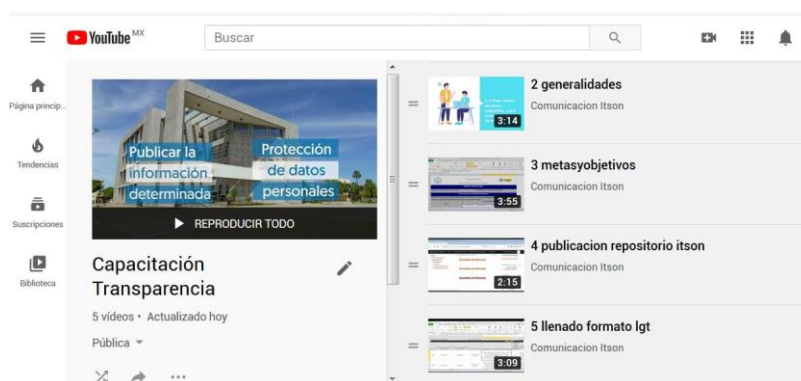 YouTube MX
Buscar
Página princip...
Tendencias
Suscripciones
Biblioteca
Publicar la
información
determinada
Protección
de datos
personales
REPRODUCIR TODO
Capacitación
Transparencia
5 vídeos • Actualizado hoy
Pública
2 generalidades
Comunicacion Itson
3:14
3 metasyobjetivos
Comunicacion Itson
3:55
4 publicacion repositorio itson
Comunicacion Itson
2:15
5 llenado formato lgt
Comunicacion Itson
3:09